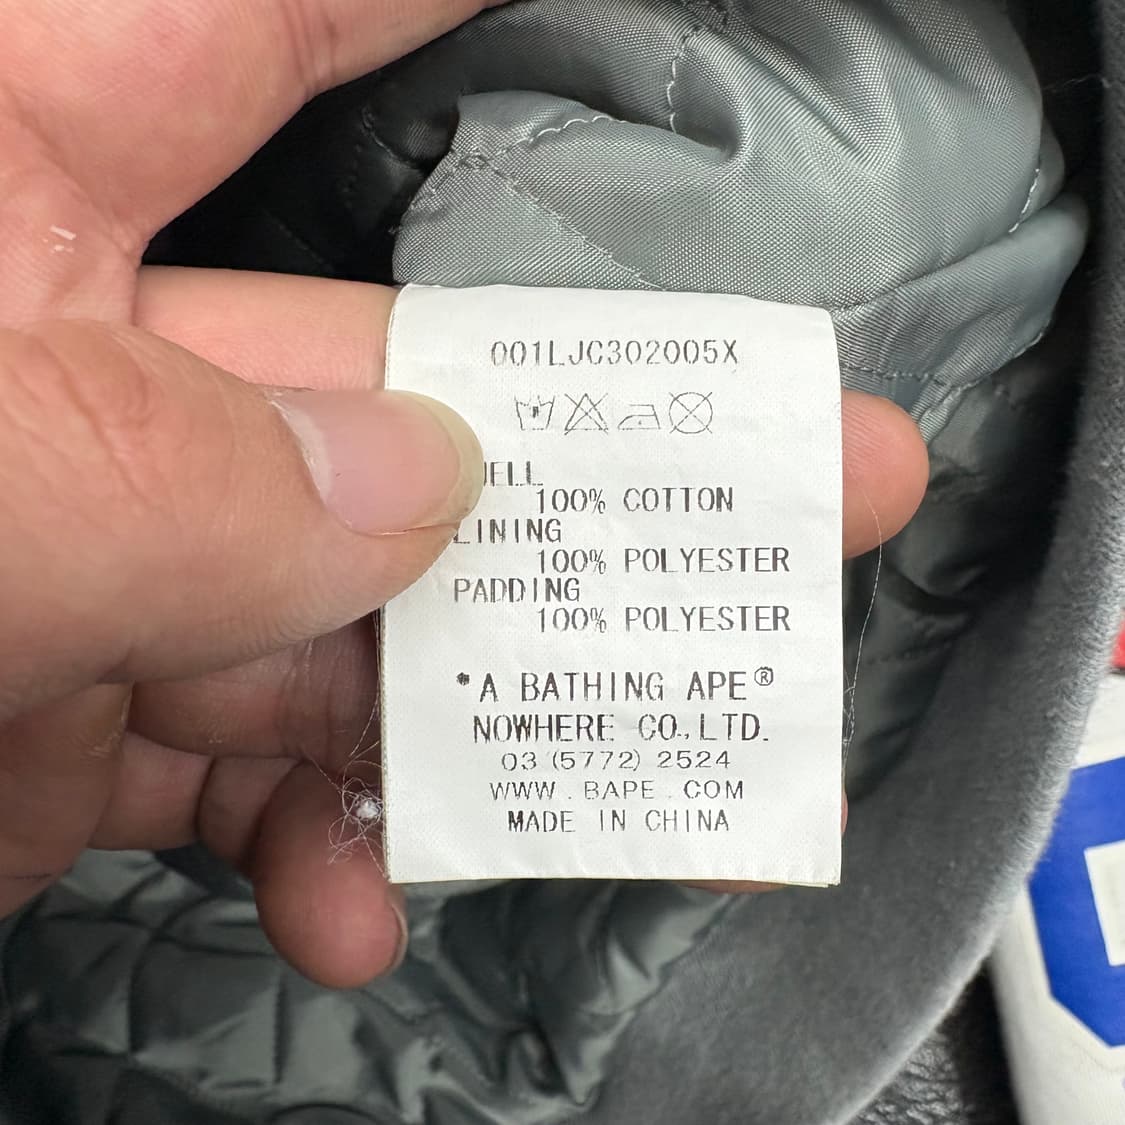 001LJC302005X
100% COTTON
LINING
100% POLYESTER
PADDING
100% POLYESTER
*A BATHING APE®
NOWHERE CO.,LTD.
03 (5772) 2524
WWW . BAPE . COM
MADE IN CHINA